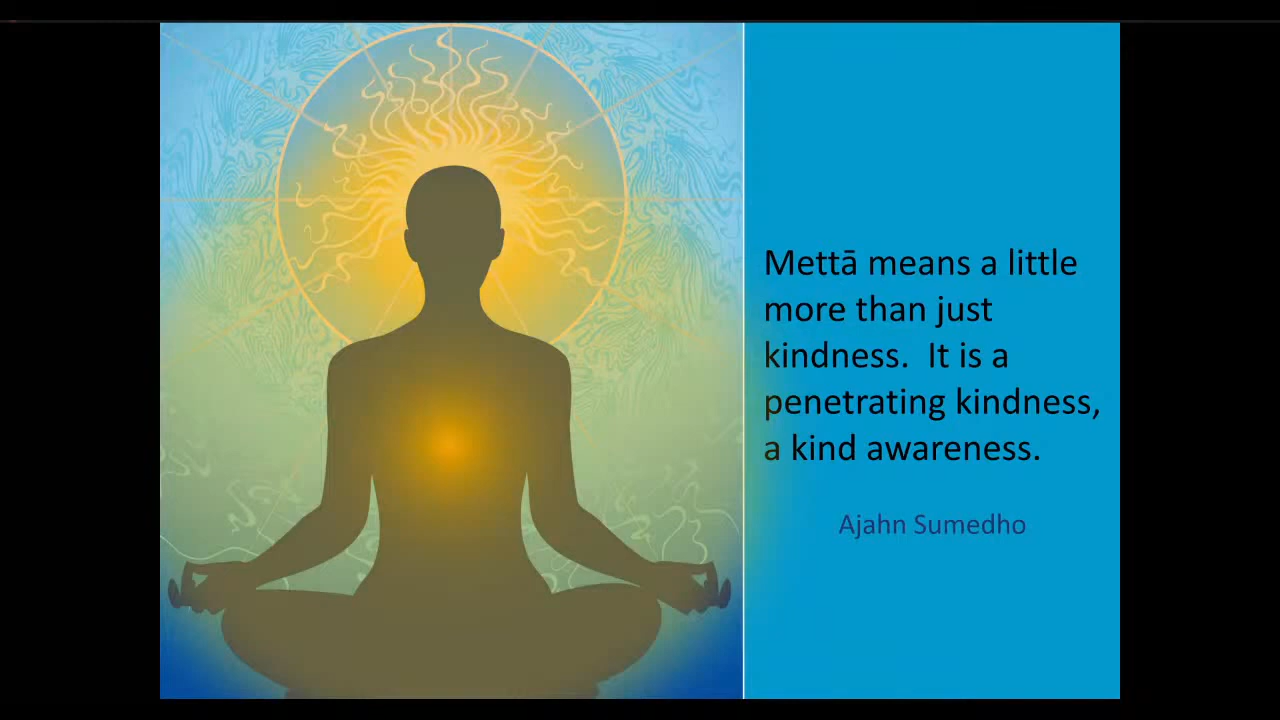 Mettā means a little
more than just
kindness.  It is a
penetrating kindness,
a kind awareness.
Ajahn Sumedho